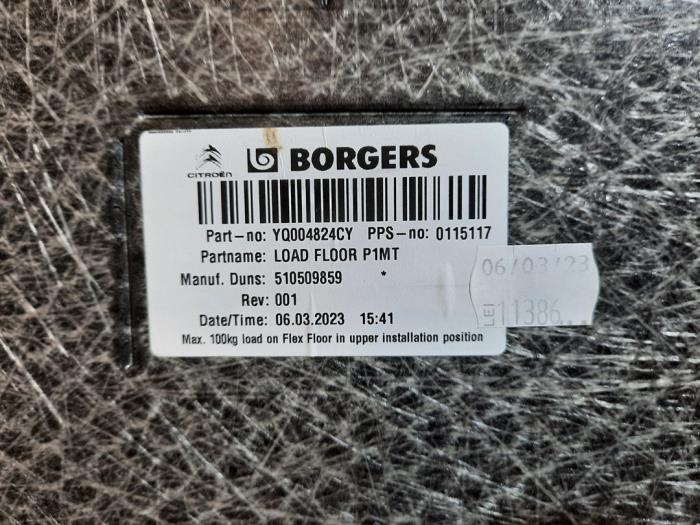 CITROËN BORGERS
Part-no: YQ004824CY PPS-no: 0115117
Partname: LOAD FLOOR P1MT
Manuf. Duns: 510509859 *
Rev: 001
Date/Time: 06.03.2023 15:41
Max. 100kg load on Flex Floor in upper installation position
06/03/23
LEI 11386..